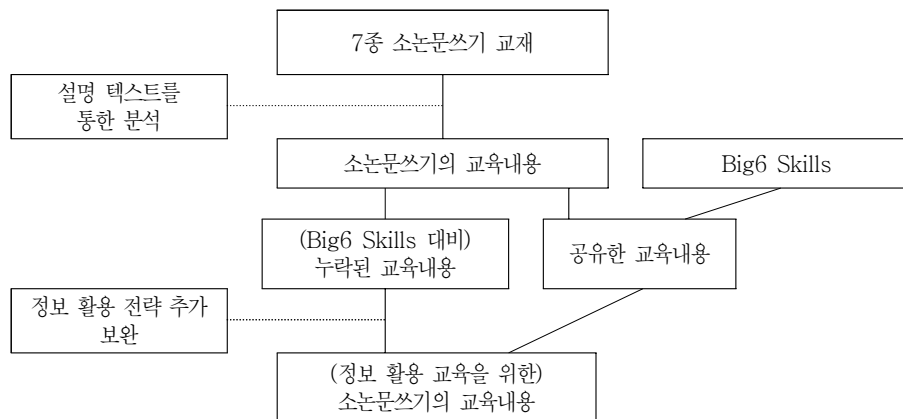 7종 소논문쓰기 교재
설명 텍스트를
통한 분석
소논문쓰기의 교육내용
Big6 Skills
(Big6 Skills 대비)
누락된 교육내용
공유한 교육내용
정보 활용 전략 추가
보완
(정보 활용 교육을 위한)
소논문쓰기의 교육내용